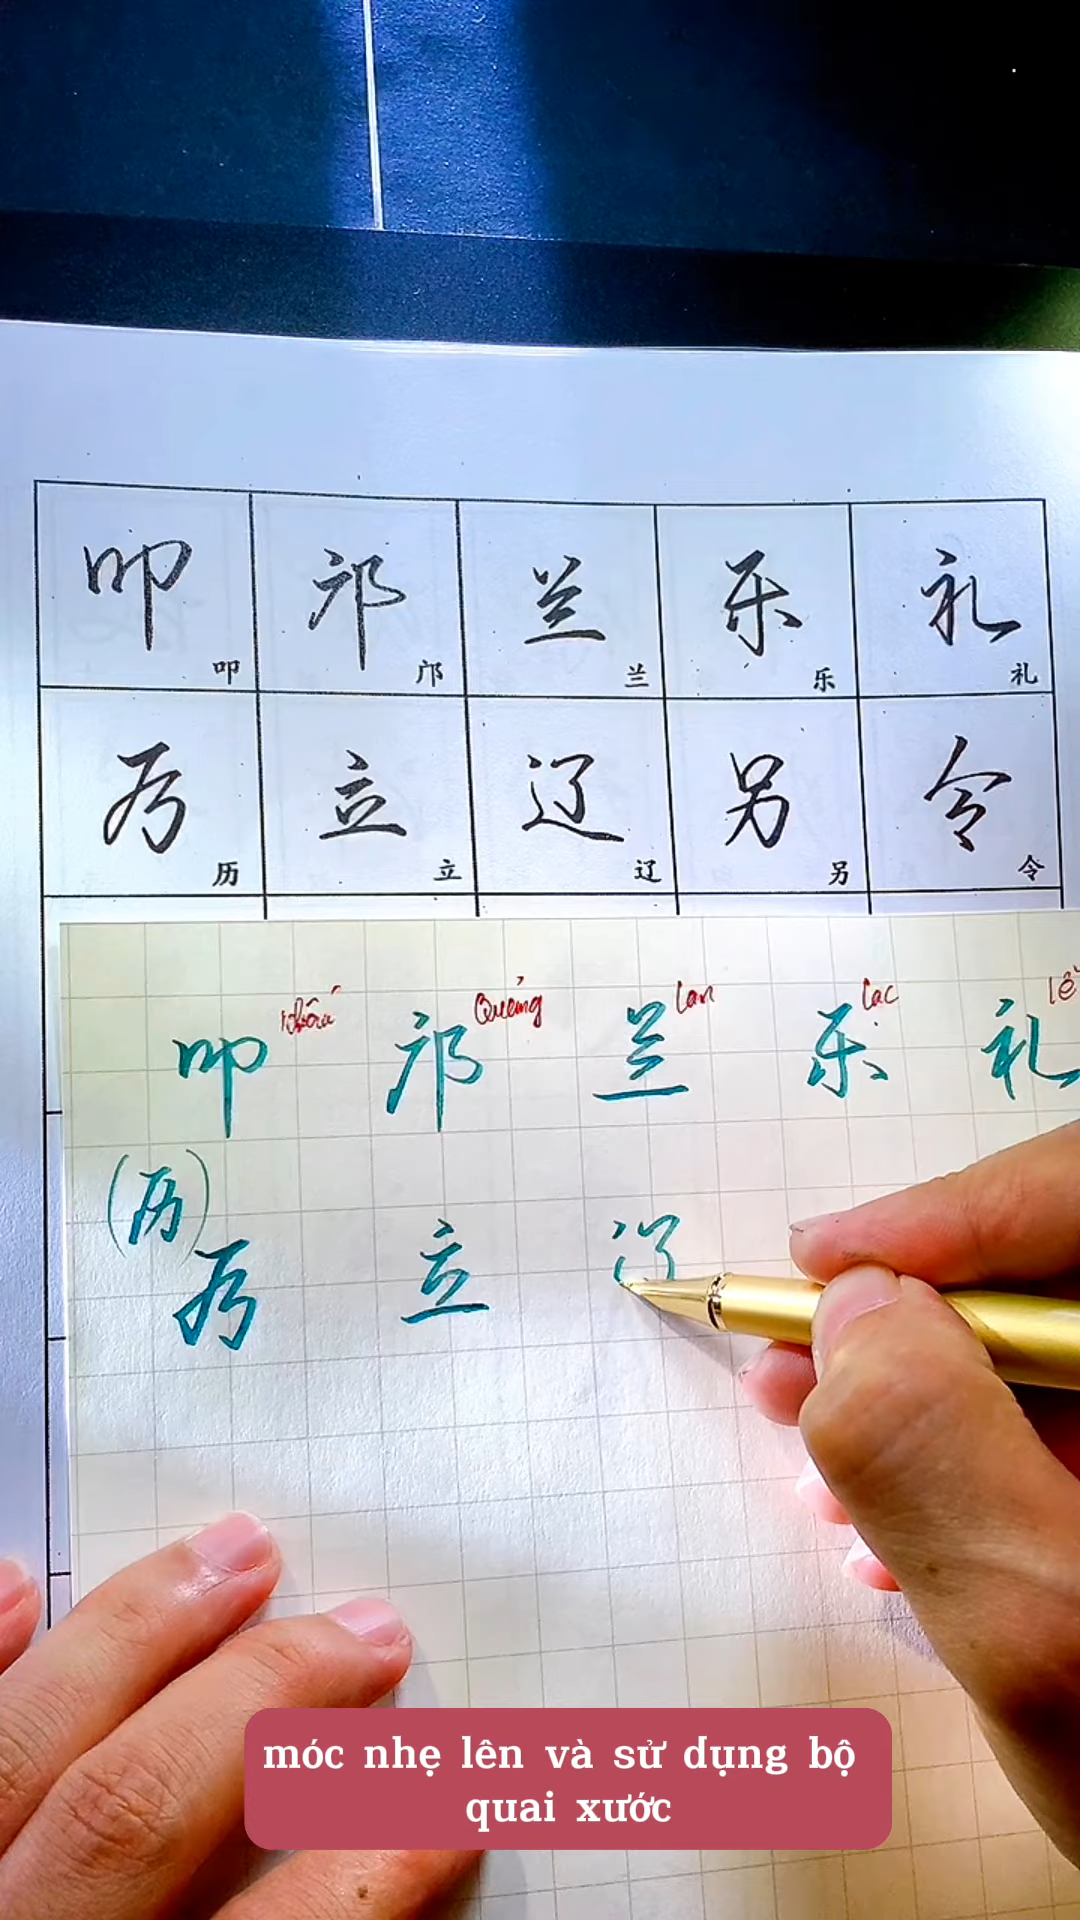 叩 邝 兰 乐 礼
叩 邝 兰 乐 礼
历 立 辽 另 令
历 立 辽 另 令
khấu Quảng lan lạc lễ
叩 邝 兰 乐 礼
(历)
历 立 辽
móc nhẹ lên và sử dụng bộ
quai xước